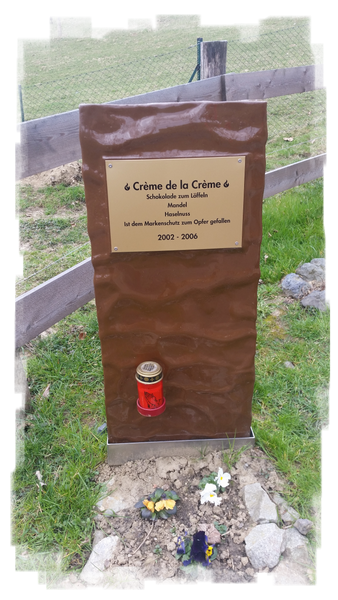 Crème de la Crème
Schokolade zum Löffeln
Mandel
Haselnuss
Ist dem Markenschutz zum Opfer gefallen
2002 - 2006